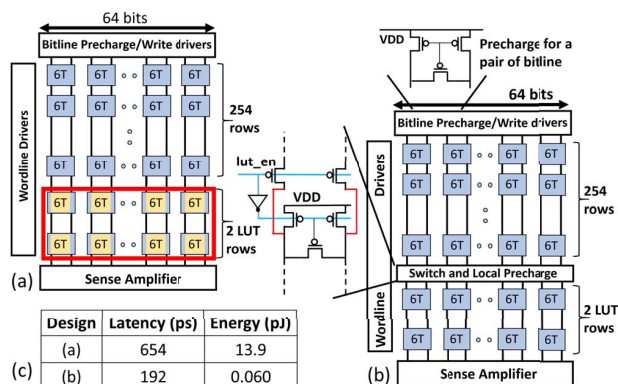 64 bits
Bitline Precharge/Write drivers
Wordline Drivers
6T 6T 6T 6T
6T 6T 6T 6T
6T 6T 6T 6T
254
rows
6T 6T 6T 6T
6T 6T 6T 6T
2 LUT
rows
Sense Amplifier
(a)
lut_en
VDD
VDD
Precharge for a
pair of bitline
64 bits
Bitline Precharge/Write drivers
Drivers
Wordline
6T 6T 6T 6T
6T 6T 6T 6T
6T 6T 6T 6T
254
rows
Switch and Local Precharge
6T 6T 6T 6T
6T 6T 6T 6T
2 LUT
rows
Sense Amplifier
(b)
Design Latency (ps) Energy (pJ)
(a) 654 13.9
(b) 192 0.060
(c)